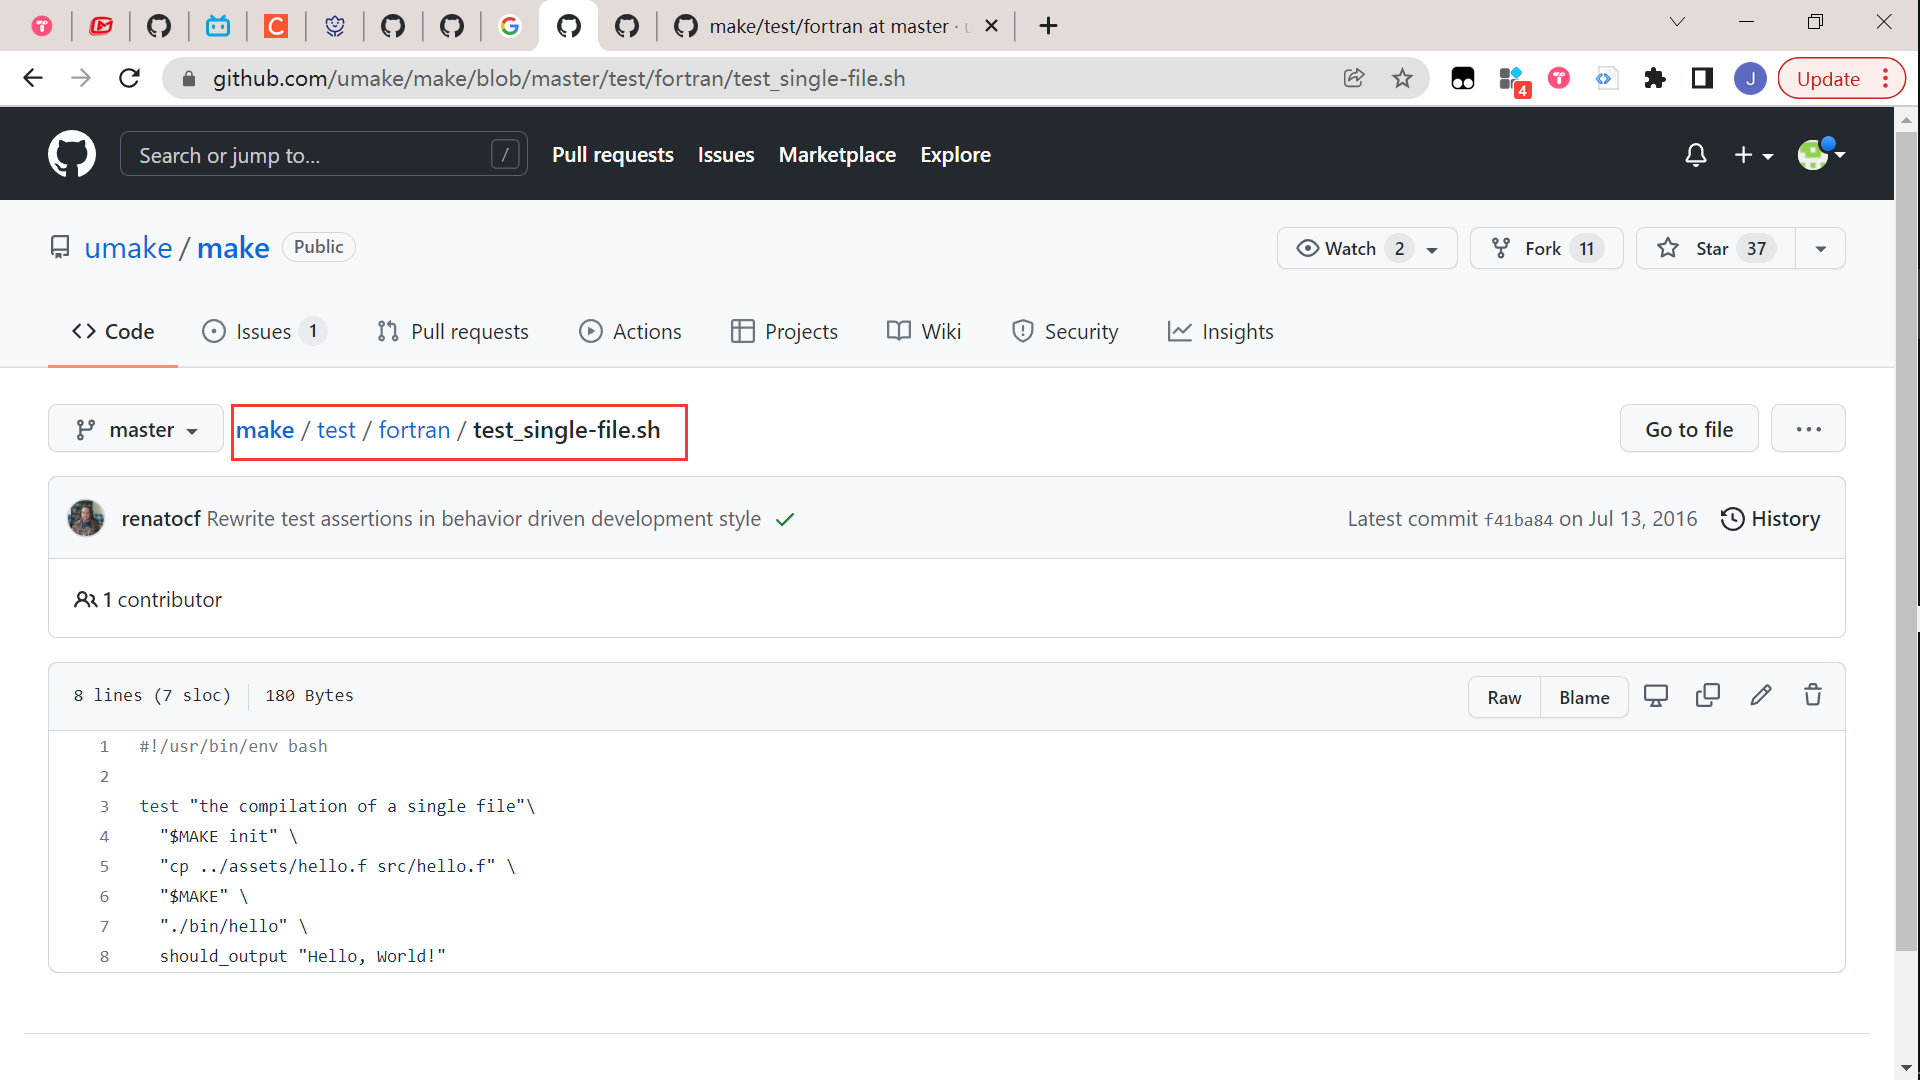 make/test/fortran at master · u
github.com/umake/make/blob/master/test/fortran/test_single-file.sh
4
J
Update
Search or jump to...
/
Pull requests
Issues
Marketplace
Explore
umake / make
Public
Watch 2
Fork 11
Star 37
Code
Issues 1
Pull requests
Actions
Projects
Wiki
Security
Insights
master
make / test / fortran / test_single-file.sh
Go to file
renatocf Rewrite test assertions in behavior driven development style
Latest commit f41ba84 on Jul 13, 2016
History
1 contributor
8 lines (7 sloc)
180 Bytes
Raw
Blame
1 #!/usr/bin/env bash
2
3 test "the compilation of a single file"\
4 "$MAKE init" \
5 "cp ../assets/hello.f src/hello.f" \
6 "$MAKE" \
7 "./bin/hello" \
8 should_output "Hello, World!"